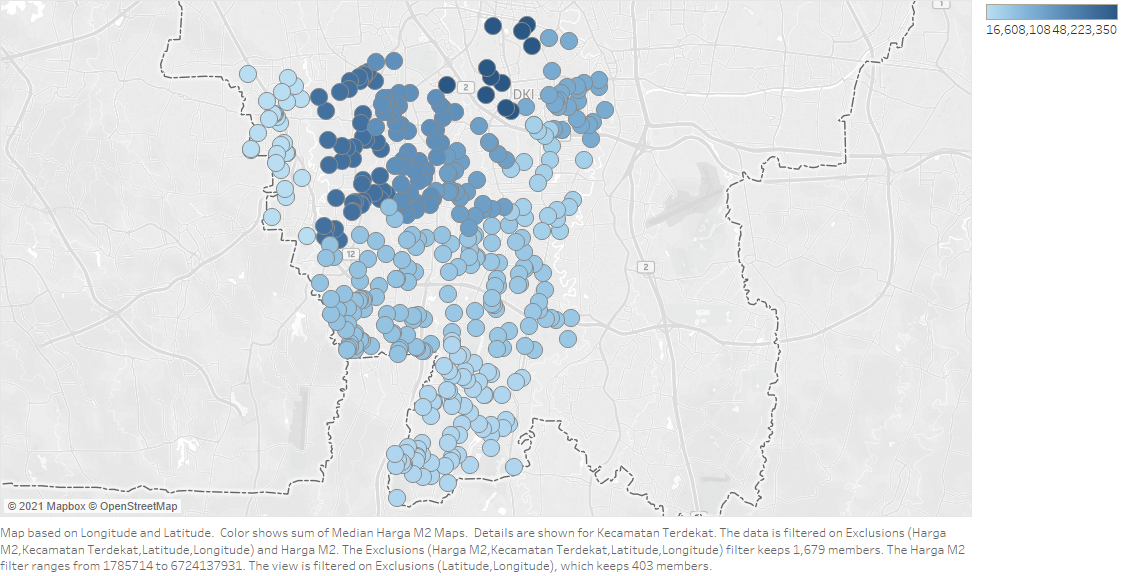 1
16,608,10848,223,350
2
DKI
2
12
© 2021 Mapbox © OpenStreetMap
Map based on Longitude and Latitude. Color shows sum of Median Harga M2 Maps. Details are shown for Kecamatan Terdekat. The data is filtered on Exclusions (Harga
M2,Kecamatan Terdekat,Latitude,Longitude) and Harga M2. The Exclusions (Harga M2,Kecamatan Terdekat,Latitude,Longitude) filter keeps 1,679 members. The Harga M2
filter ranges from 1785714 to 6724137931. The view is filtered on Exclusions (Latitude,Longitude), which keeps 403 members.